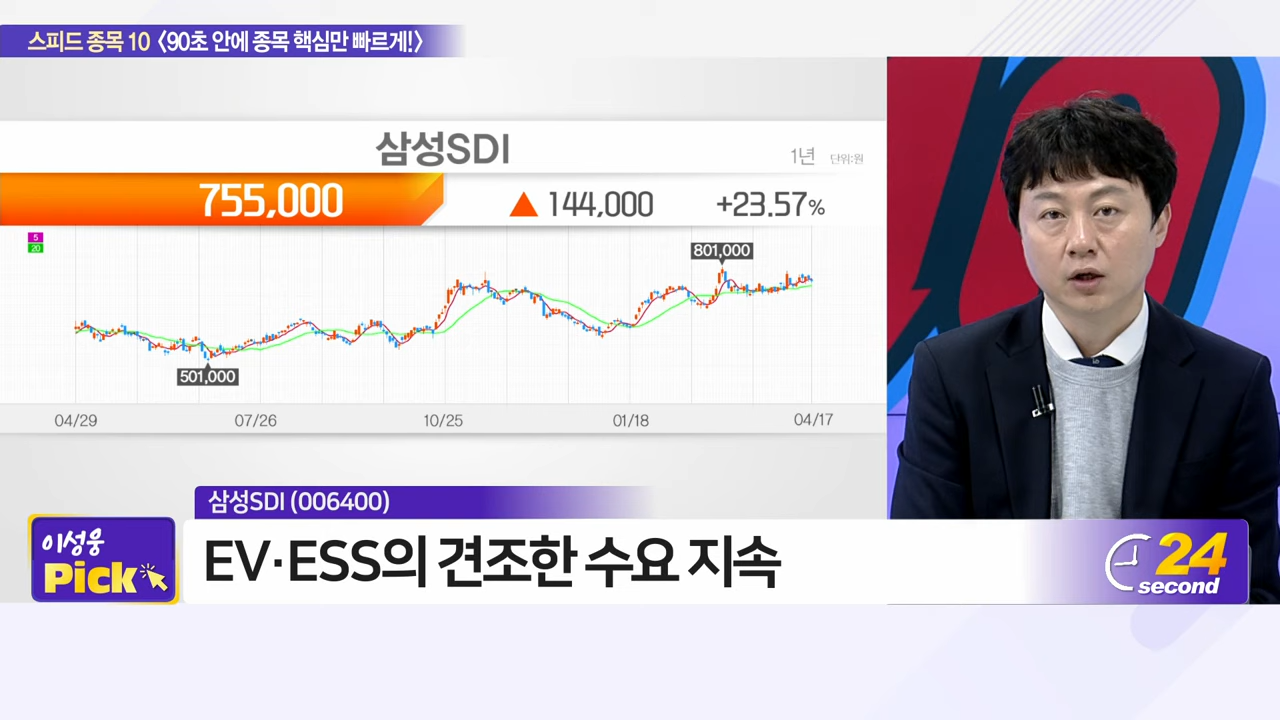 스피드 종목 10 〈90초 안에 종목 핵심만 빠르게!〉
삼성SDI
1년 단위:원
755,000 ▲ 144,000 +23.57%
5
20
801,000
501,000
04/29 07/26 10/25 01/18 04/17
삼성SDI (006400)
이성웅
Pick
EV·ESS의 견조한 수요 지속
24
second